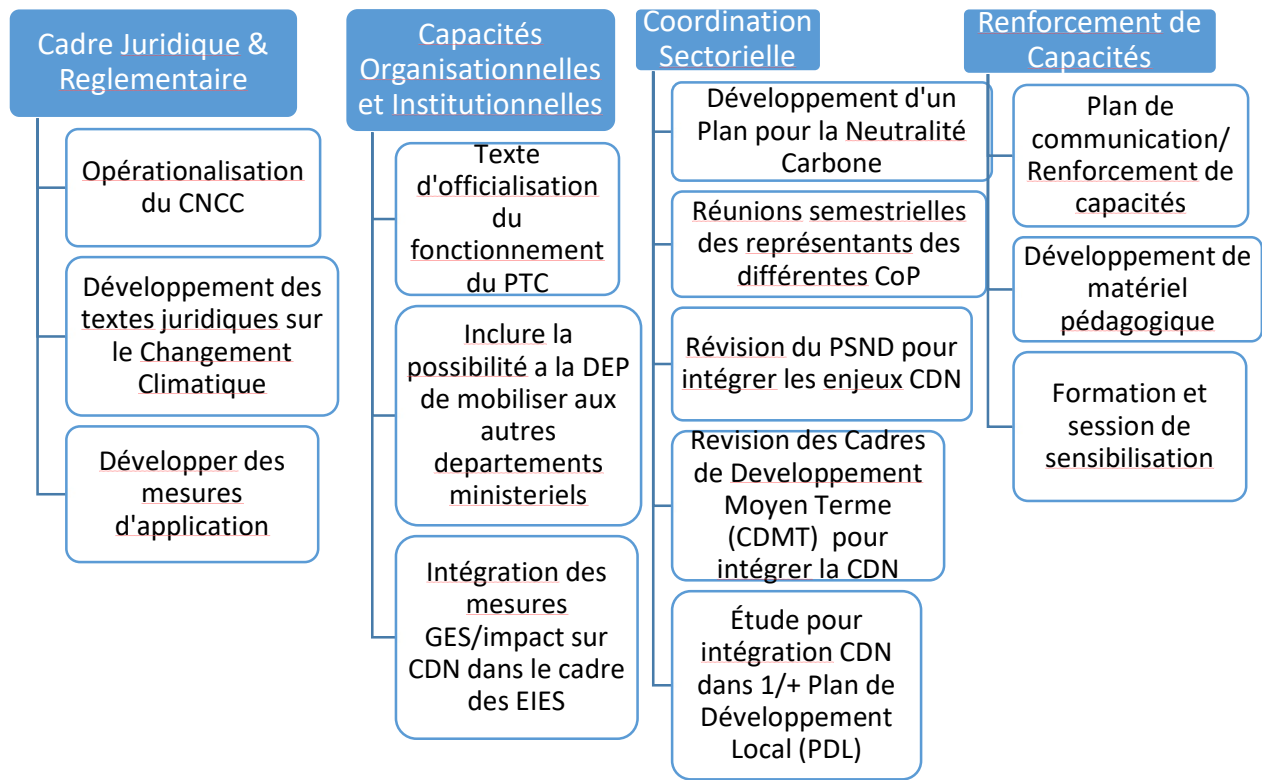 Cadre Juridique &
Reglementaire
Opérationalisation
du CNCC
Développement des
textes juridiques sur
le Changement
Climatique
Développer des
mesures
d'application
Capacités
Organisationnelles
et Institutionnelles
Texte
d'officialisation
du
fonctionnement
du PTC
Inclure la
possibilité a la DEP
de mobiliser aux
autres
departements
ministeriels
Intégration des
mesures
GES/impact sur
CDN dans le cadre
des EIES
Coordination
Sectorielle
Développement d'un
Plan pour la Neutralité
Carbone
Réunions semestrielles
des représentants des
différentes CoP
Révision du PSND pour
intégrer les enjeux CDN
Revision des Cadres
de Developpement
Moyen Terme
(CDMT) pour
intégrer la CDN
Étude pour
intégration CDN
dans 1/+ Plan de
Développement
Local (PDL)
Renforcement de
Capacités
Plan de
communication/
Renforcement de
capacités
Développement de
matériel
pédagogique
Formation et
session de
sensibilisation